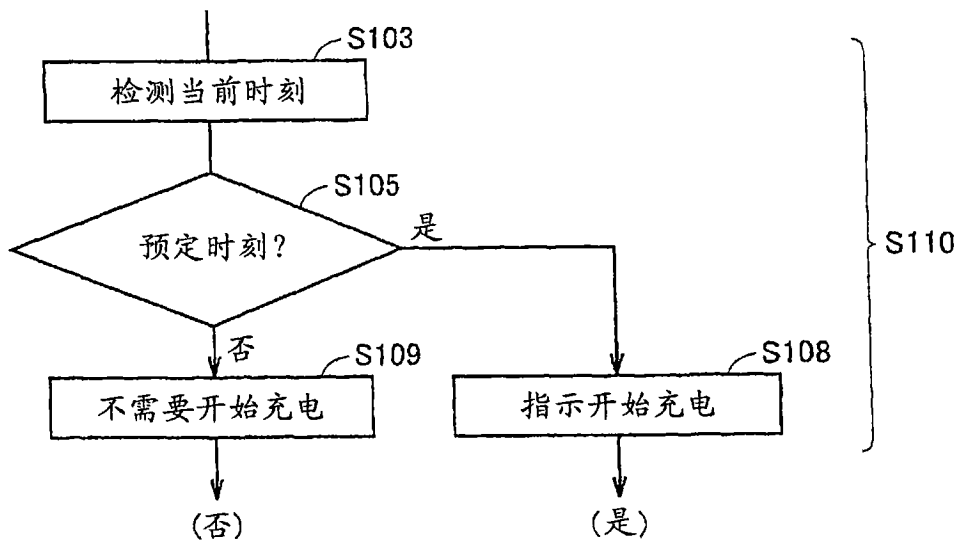 S103
检测当前时刻
S105
预定时刻?
是
S110
否
S109
S108
不需要开始充电
指示开始充电
(否)
(是)